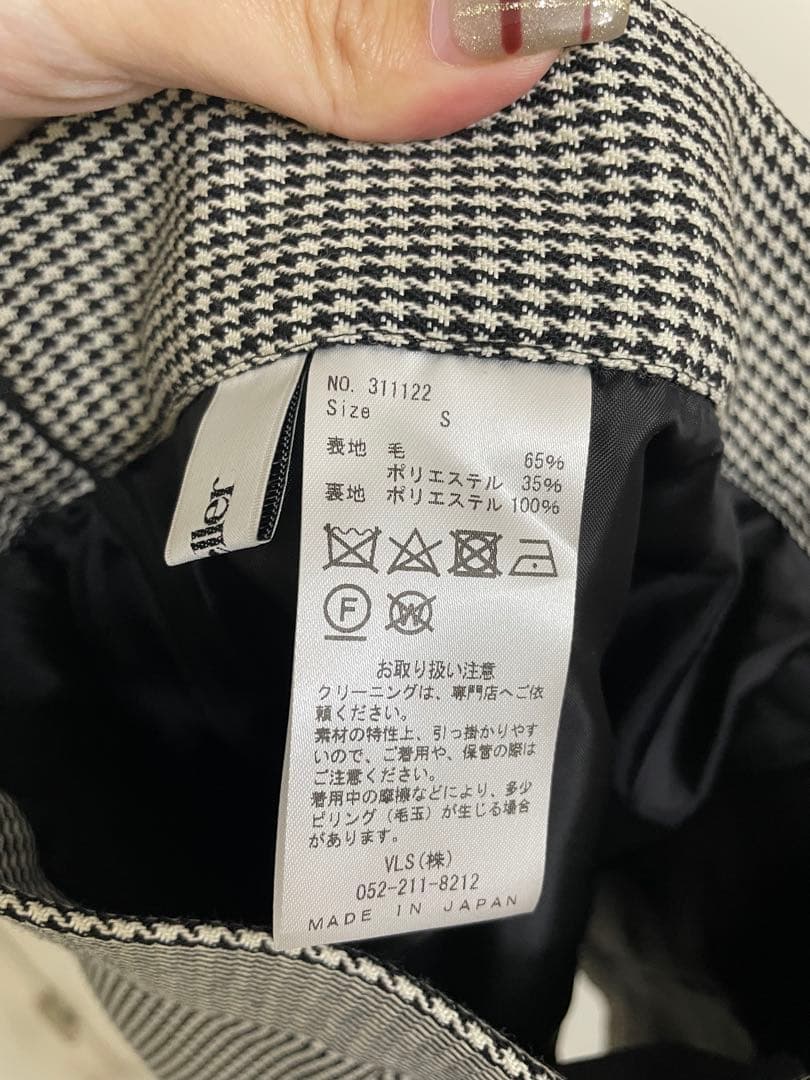 NO. 311122
Size S
表地 毛 65%
ポリエステル 35%
裏地 ポリエステル 100%
F
W
お取り扱い注意
クリーニングは、専門店へご依
頼ください。
素材の特性上、引っ掛かりやす
いので、ご着用や、保管の際は
ご注意ください。
着用中の摩擦などにより、多少
ピリング（毛玉）が生じる場合
があります。
VLS(株)
052-211-8212
MADE IN JAPAN